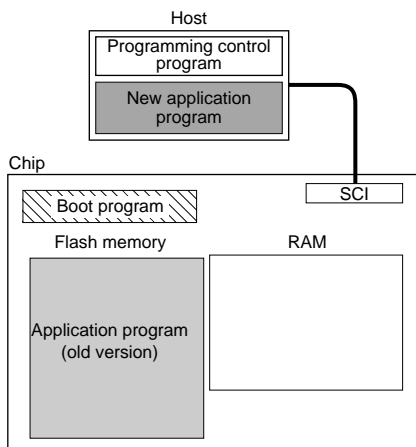 Host
Programming control
program
New application
program
Chip
SCI
Boot program
Flash memory
RAM
Application program
(old version)